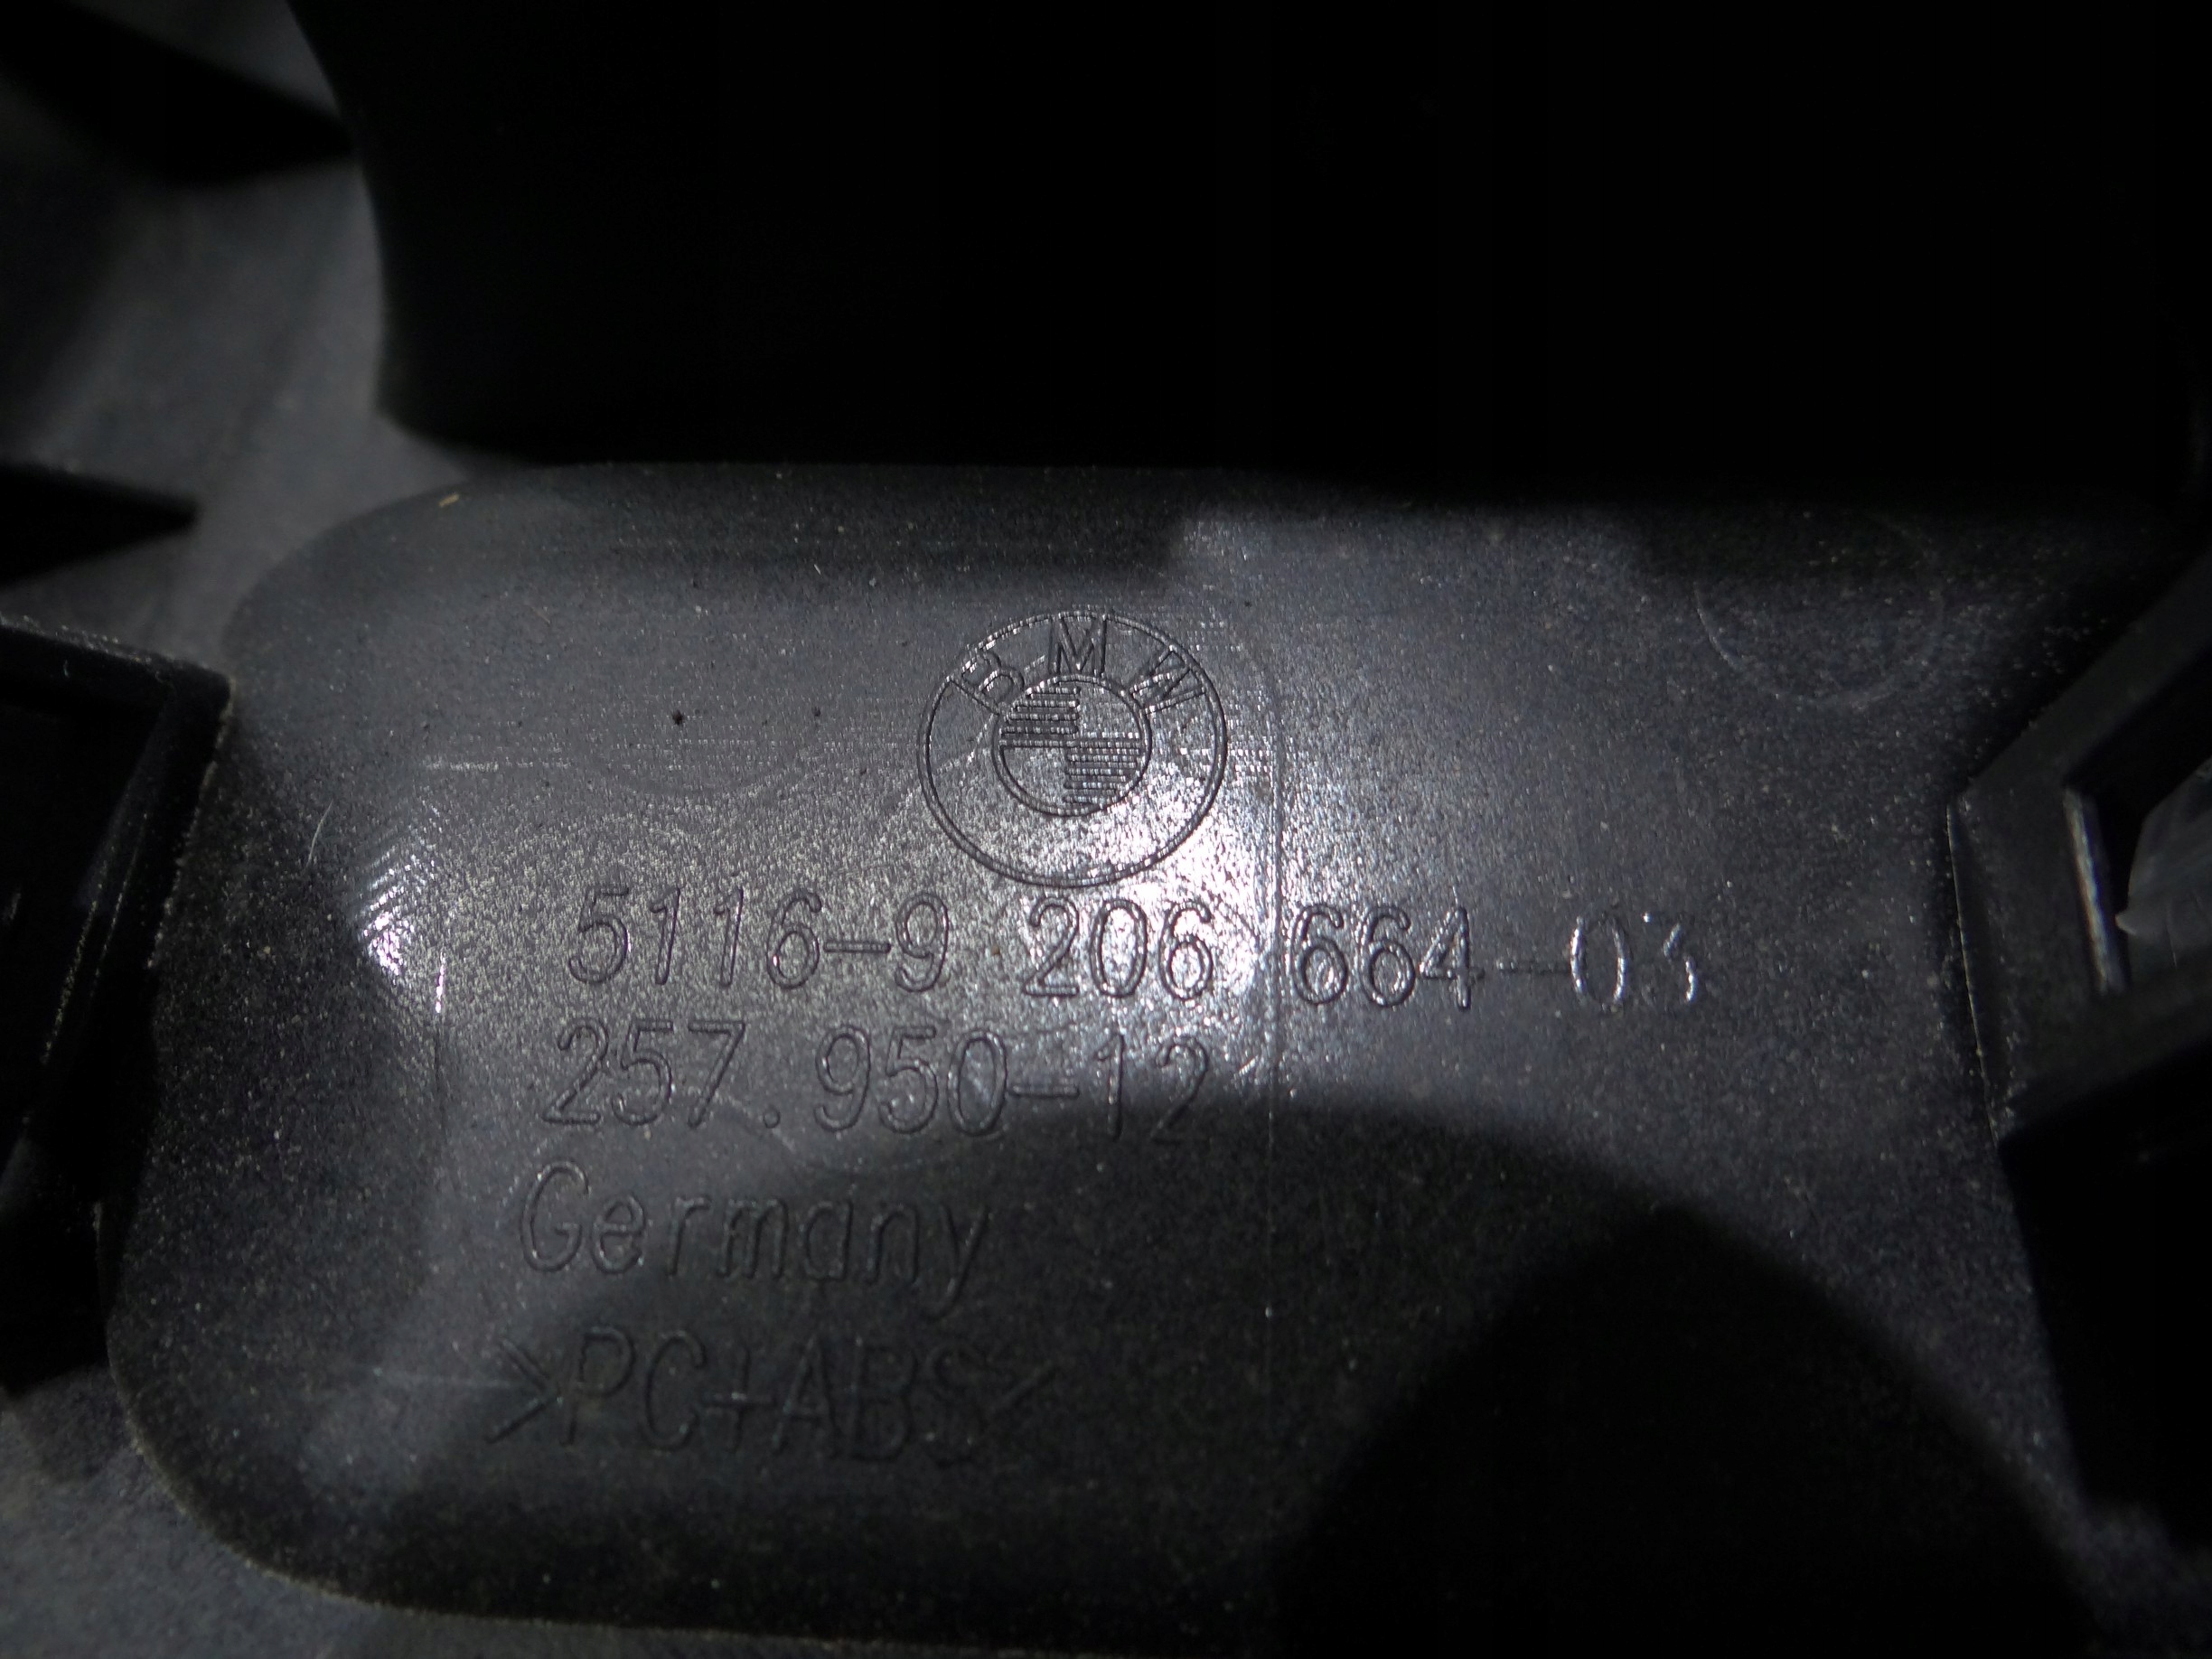 BMW
5116-9 206 664-03
257.950-12
Germany
>PC+ABS<